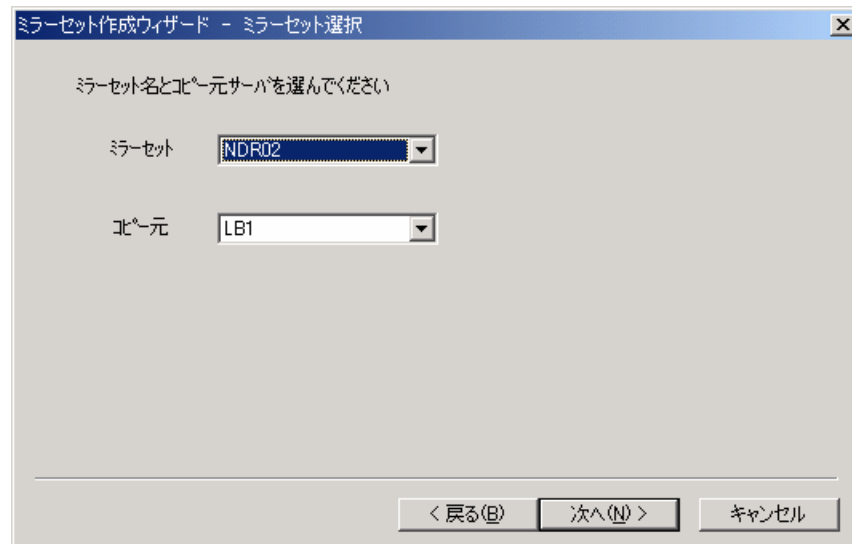 ミラーセット作成ウィザード - ミラーセット選択
ﾐﾗｰｾｯﾄ名とｺﾋﾟｰ元ｻｰﾊﾞを選んでください
ﾐﾗｰｾｯﾄ NDR02
ｺﾋﾟｰ元 LB1
< 戻る(B) 次へ(N) > キャンセル